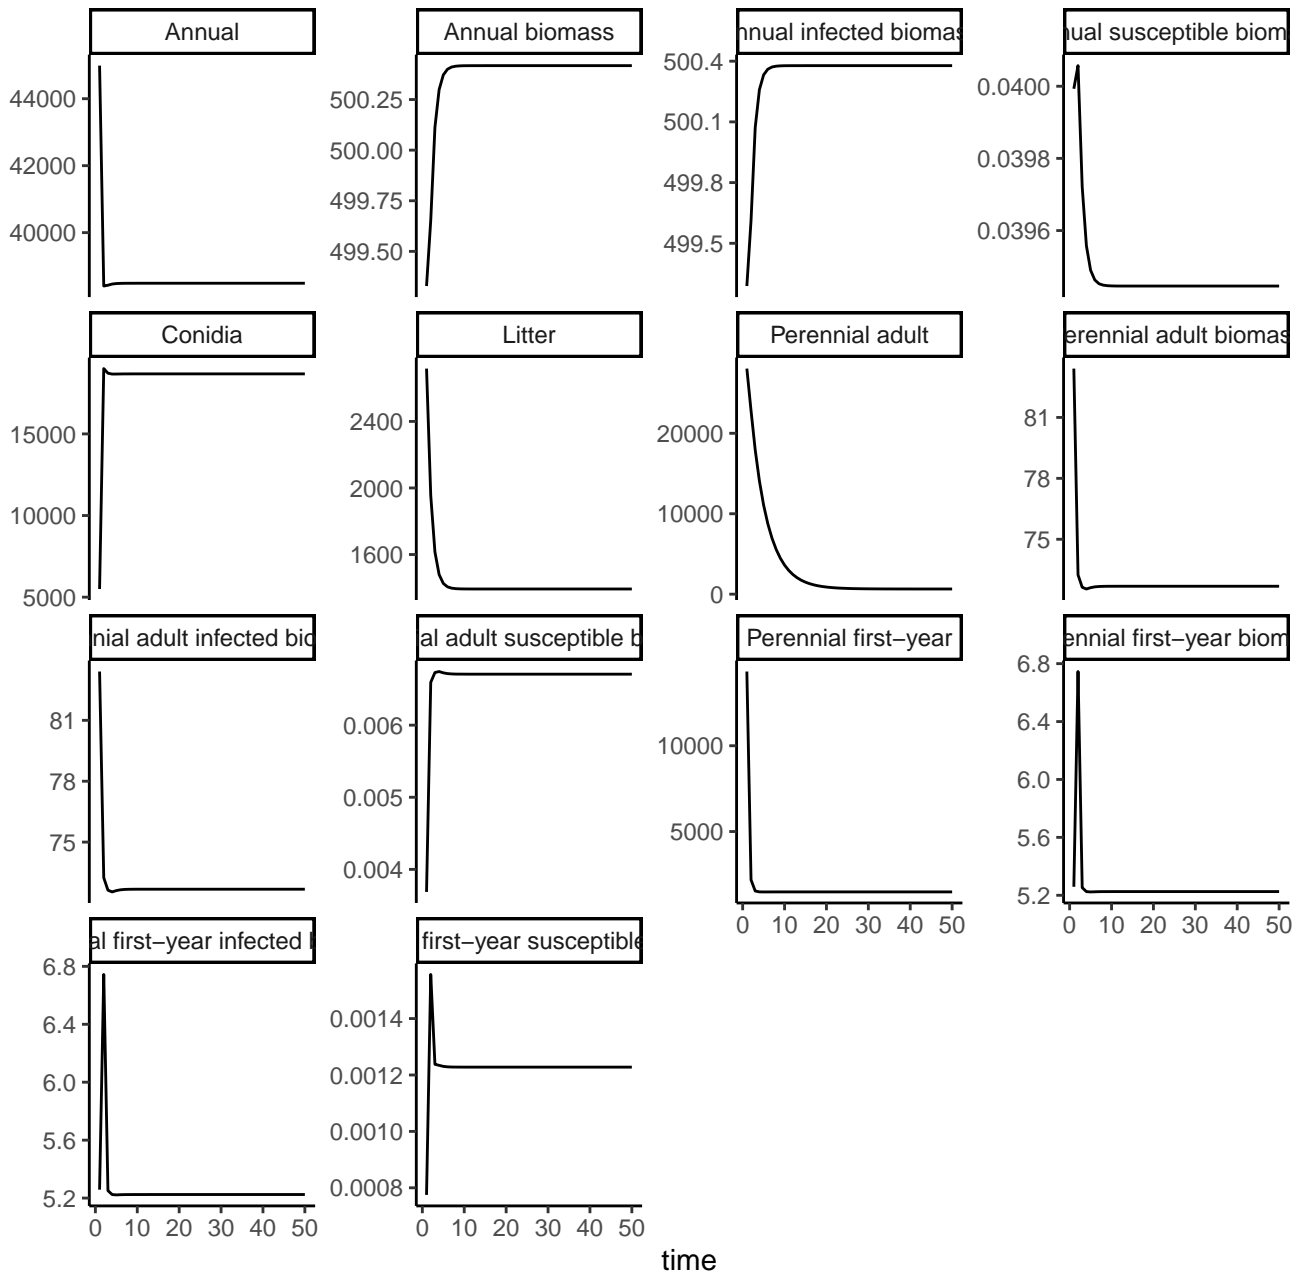 Annual
Annual biomass
nnual infected biomas
nual susceptible biom
44000
42000
40000
500.25
500.00
499.75
499.50
500.4
500.1
499.8
499.5
0.0400
0.0398
0.0396
Conidia
Litter
Perennial adult
erennial adult biomas
15000
10000
5000
2400
2000
1600
20000
10000
0
81
78
75
nial adult infected bio
al adult susceptible b
Perennial first−year
ennial first−year biom
81
78
75
0.006
0.005
0.004
10000
5000
6.8
6.4
6.0
5.6
5.2
0 10 20 30 40 50
0 10 20 30 40 50
al first−year infected b
first−year susceptible
6.8
6.4
6.0
5.6
5.2
0.0014
0.0012
0.0010
0.0008
0 10 20 30 40 50
0 10 20 30 40 50
time